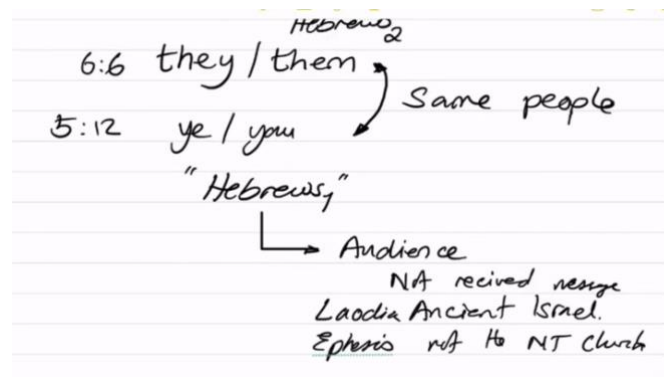 Hebrews2
6:6 they / them
Same people
5:12 ye / you
"Hebrews1"
Audience
Not recived message
Laodia Ancient Israel.
Ephesis not the NT Church